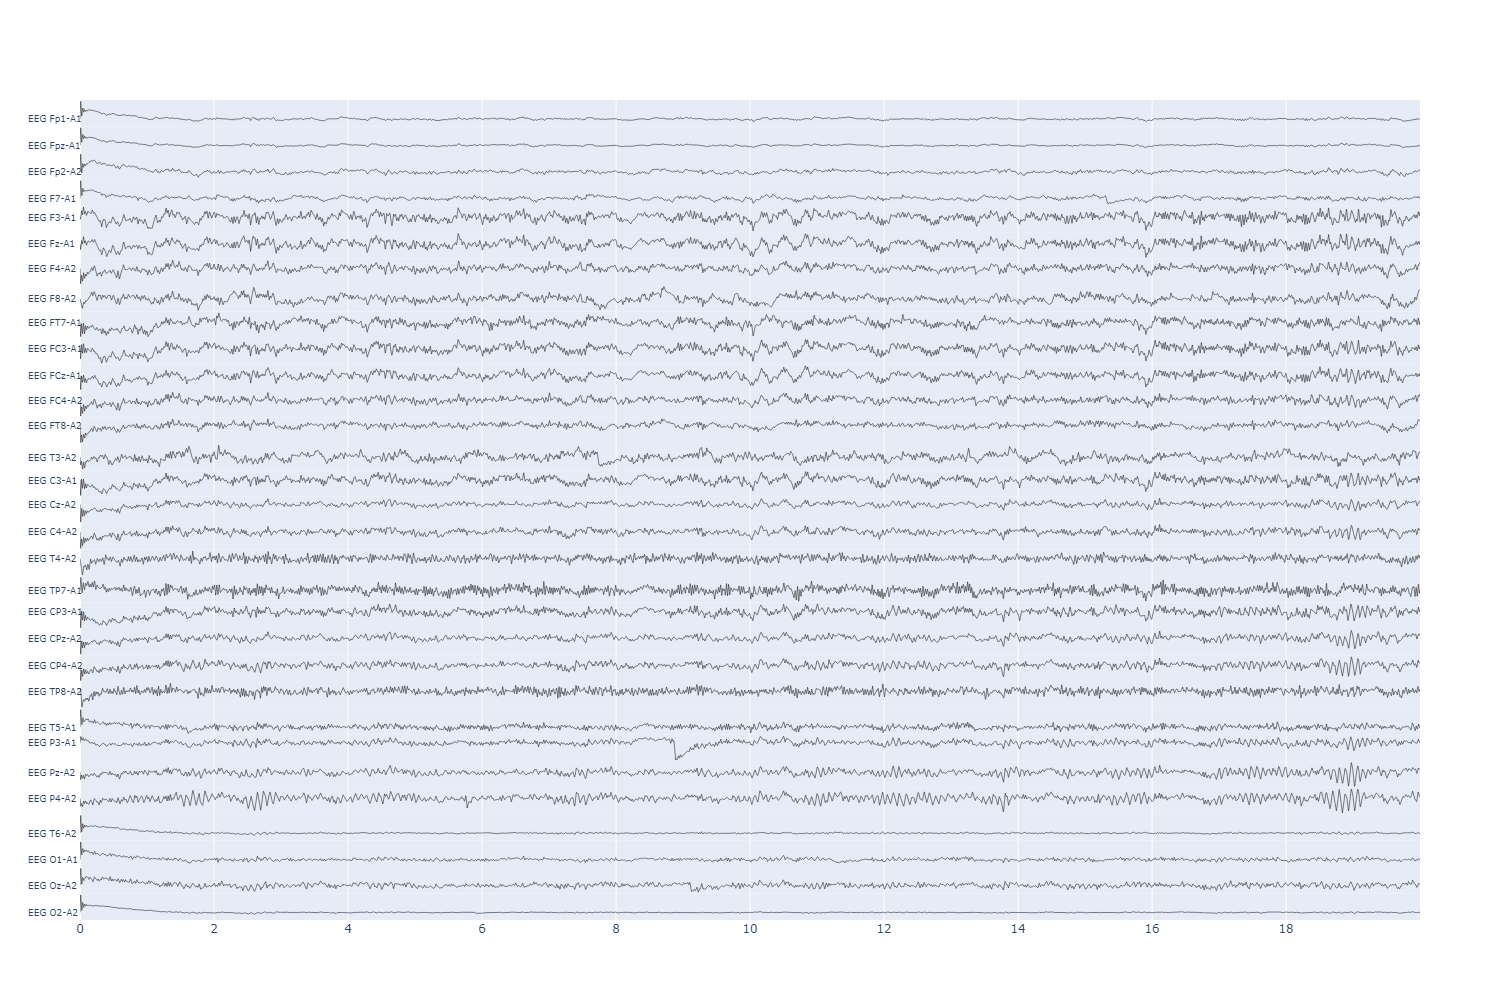 EEG Fp1-A1
EEG Fpz-A1
EEG Fp2-A2
EEG F7-A1
EEG F3-A1
EEG Fz-A1
EEG F4-A2
EEG F8-A2
EEG FT7-A1
EEG FC3-A1
EEG FCz-A1
EEG FC4-A2
EEG FT8-A2
EEG T3-A2
EEG C3-A1
EEG Cz-A2
EEG C4-A2
EEG T4-A2
EEG TP7-A1
EEG CP3-A1
EEG CPz-A2
EEG CP4-A2
EEG TP8-A2
EEG T5-A1
EEG P3-A1
EEG Pz-A2
EEG P4-A2
EEG T6-A2
EEG O1-A1
EEG Oz-A2
EEG O2-A2
0 2 4 6 8 10 12 14 16 18